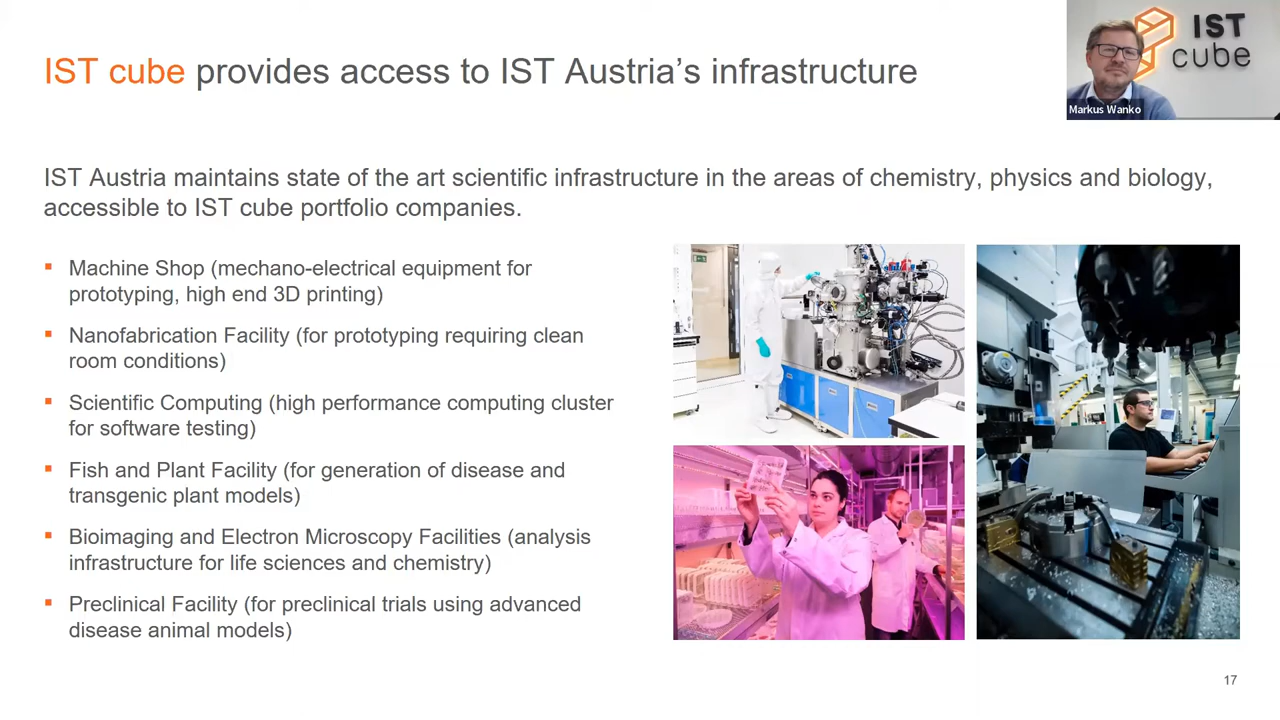 IST cube provides access to IST Austria's infrastructure
IST
cube
Markus Wanko
IST Austria maintains state of the art scientific infrastructure in the areas of chemistry, physics and biology,
accessible to IST cube portfolio companies.
▪ Machine Shop (mechano-electrical equipment for
prototyping, high end 3D printing)
▪ Nanofabrication Facility (for prototyping requiring clean
room conditions)
▪ Scientific Computing (high performance computing cluster
for software testing)
▪ Fish and Plant Facility (for generation of disease and
transgenic plant models)
▪ Bioimaging and Electron Microscopy Facilities (analysis
infrastructure for life sciences and chemistry)
▪ Preclinical Facility (for preclinical trials using advanced
disease animal models)
17